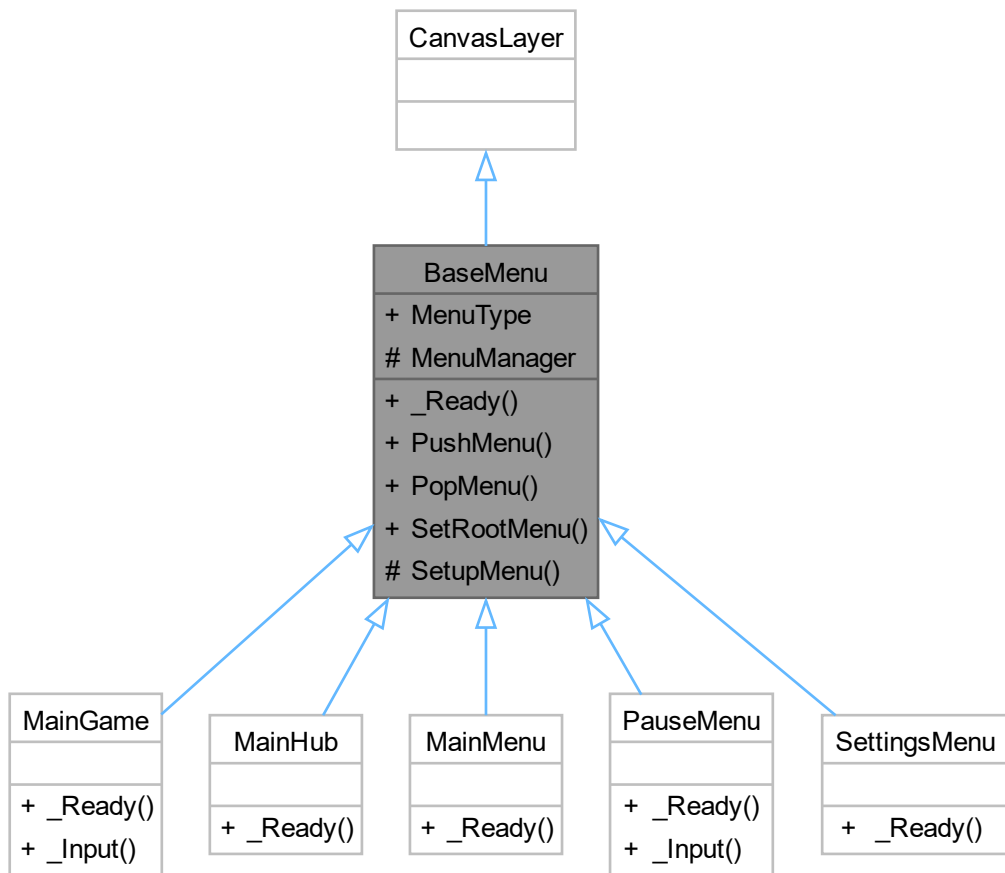 CanvasLayer
BaseMenu
+ MenuType
# MenuManager
+ _Ready()
+ PushMenu()
+ PopMenu()
+ SetRootMenu()
# SetupMenu()
MainGame
+ _Ready()
+ _Input()
MainHub
+ _Ready()
MainMenu
+ _Ready()
PauseMenu
+ _Ready()
+ _Input()
SettingsMenu
+ _Ready()